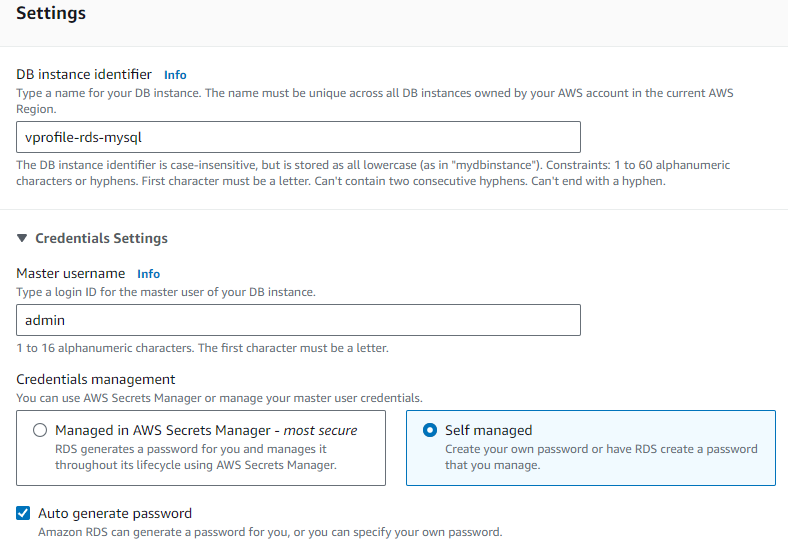 Settings
DB instance identifier Info
Type a name for your DB instance. The name must be unique across all DB instances owned by your AWS account in the current AWS
Region.
vprofile-rds-mysql
The DB instance identifier is case-insensitive, but is stored as all lowercase (as in "mydbinstance"). Constraints: 1 to 60 alphanumeric
characters or hyphens. First character must be a letter. Can't contain two consecutive hyphens. Can't end with a hyphen.
Credentials Settings
Master username Info
Type a login ID for the master user of your DB instance.
admin
1 to 16 alphanumeric characters. The first character must be a letter.
Credentials management
You can use AWS Secrets Manager or manage your master user credentials.
Managed in AWS Secrets Manager - most secure
RDS generates a password for you and manages it
throughout its lifecycle using AWS Secrets Manager.
Self managed
Create your own password or have RDS create a password
that you manage.
Auto generate password
Amazon RDS can generate a password for you, or you can specify your own password.